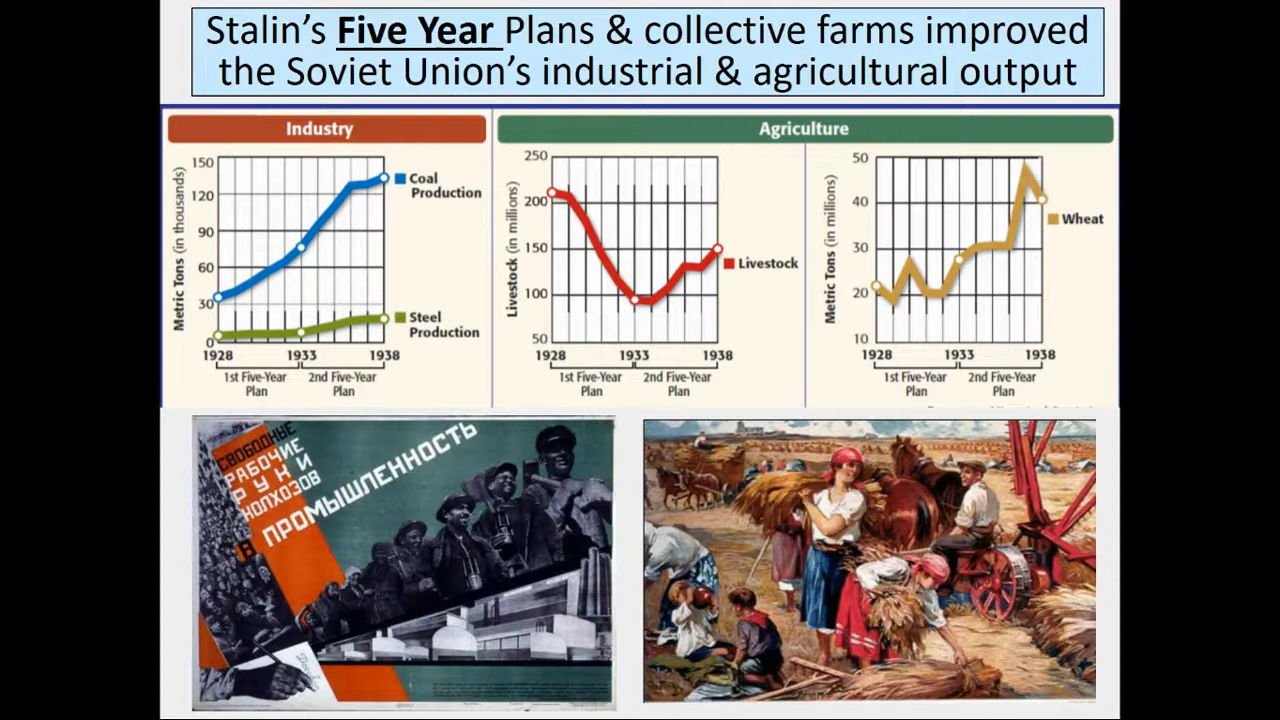 Stalin's Five Year Plans & collective farms improved
the Soviet Union's industrial & agricultural output
Industry
Metric Tons (in thousands)
150
120
90
60
30
0
1928
1933
1938
1st Five-Year
Plan
2nd Five-Year
Plan
Coal
Production
Steel
Production
Agriculture
Livestock (in millions)
250
200
150
100
50
1928
1933
1938
1st Five-Year
Plan
2nd Five-Year
Plan
Livestock
Metric Tons (in millions)
50
40
30
20
10
1928
1933
1938
1st Five-Year
Plan
2nd Five-Year
Plan
Wheat
СВОБОДНЫЕ
РАБОЧИЕ
РУКИ
КОЛХОЗОВ
В ПРОМЫШЛЕННОСТЬ